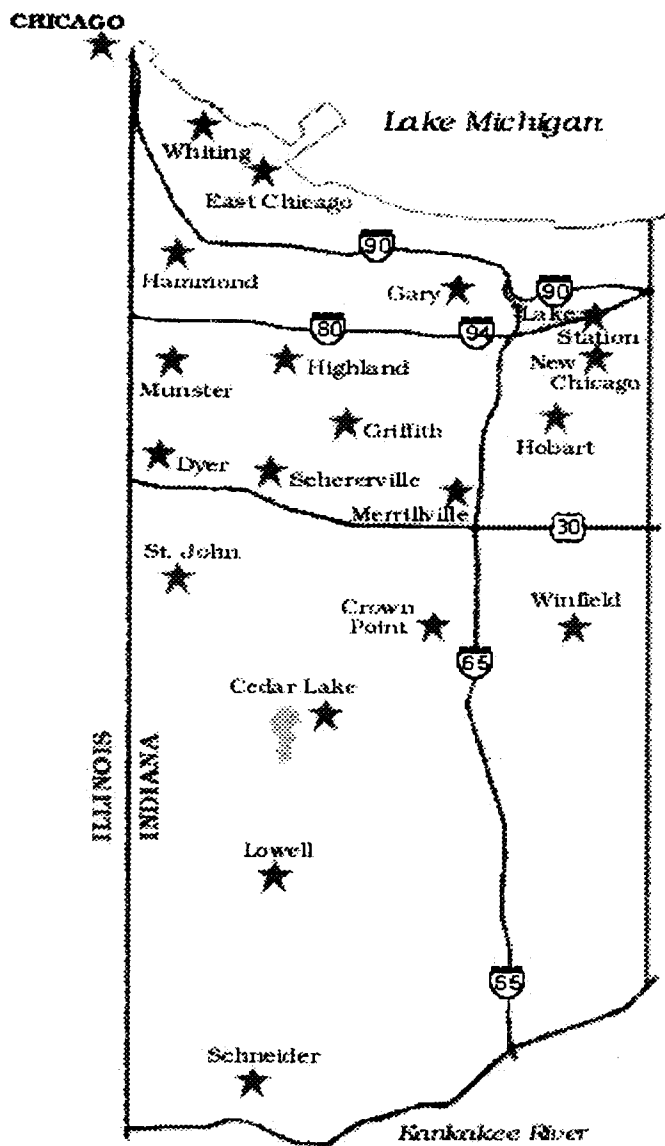 CHICAGO
Lake Michigan
Whiting
East Chicago
90
Hammond
Gary
90
Lake
Station
80
94
Munster
Highland
New
Chicago
Griffith
Hobart
Dyer
Schererville
Merrillville
30
St. John
Crown
Point
Winfield
65
Cedar Lake
ILLINOIS
INDIANA
Lowell
65
Schneider
Kankakee River